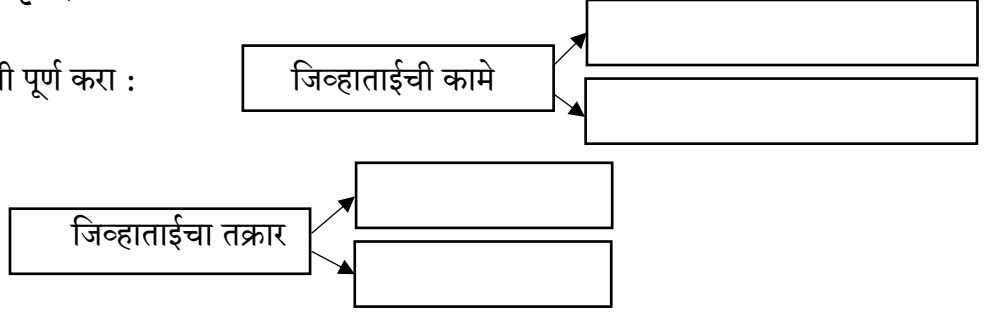 पूर्ण करा :
जिव्हाताईची कामे
जिव्हाताईचा तक्रार